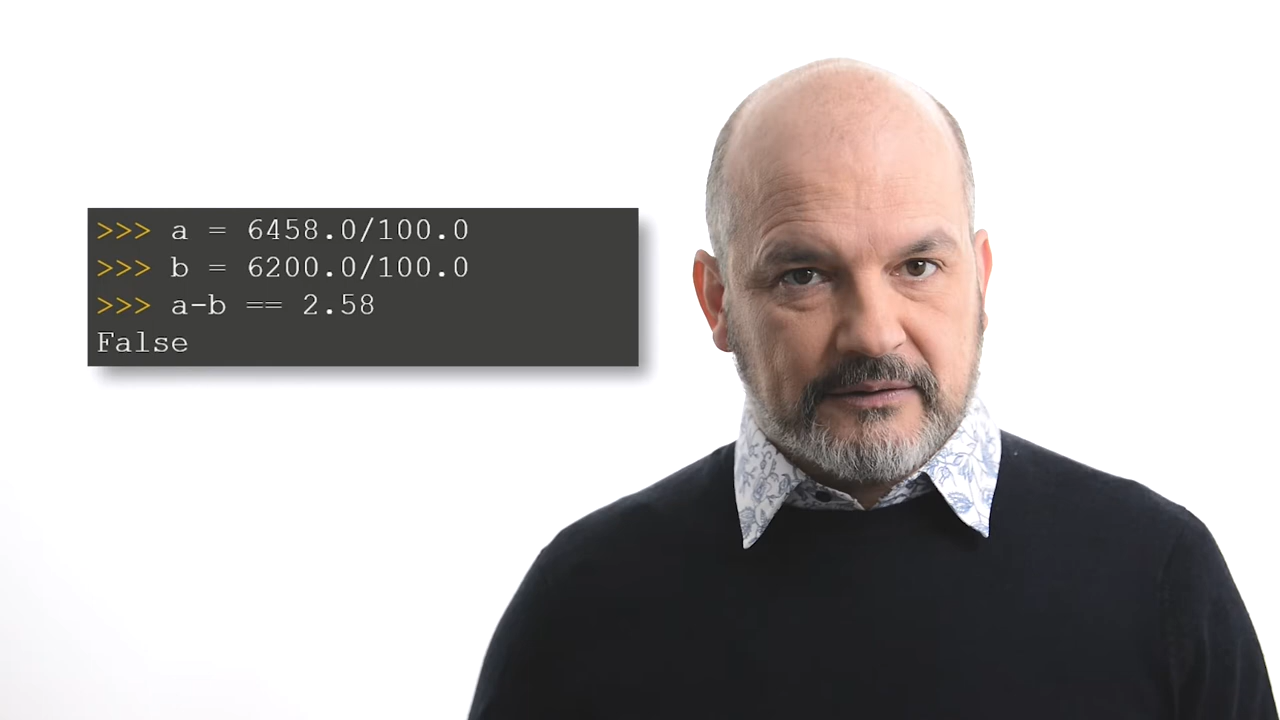 >>> a = 6458.0/100.0
>>> b = 6200.0/100.0
>>> a-b == 2.58
False